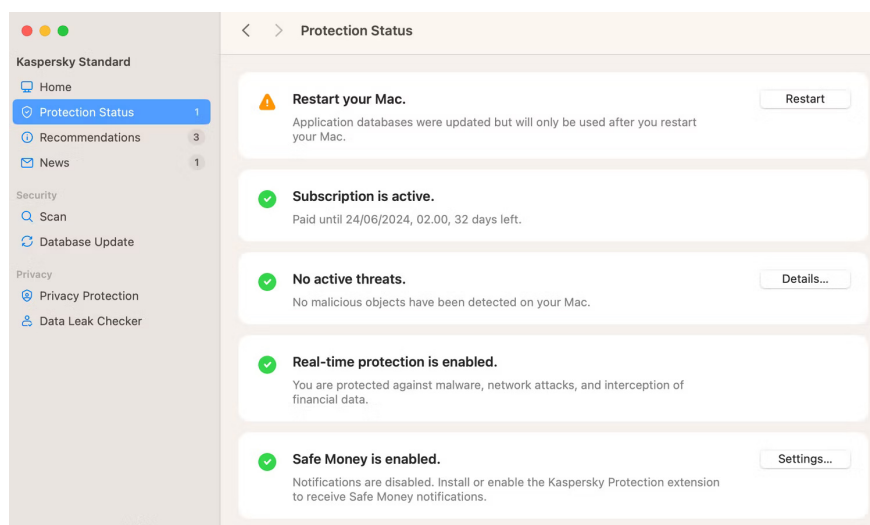 Protection Status
Kaspersky Standard
Home
Protection Status 1
Recommendations 3
News 1
Security
Scan
Database Update
Privacy
Privacy Protection
Data Leak Checker
Restart your Mac.
Restart
Application databases were updated but will only be used after you restart
your Mac.
Subscription is active.
Paid until 24/06/2024, 02.00, 32 days left.
No active threats.
Details...
No malicious objects have been detected on your Mac.
Real-time protection is enabled.
You are protected against malware, network attacks, and interception of
financial data.
Safe Money is enabled.
Settings...
Notifications are disabled. Install or enable the Kaspersky Protection extension
to receive Safe Money notifications.